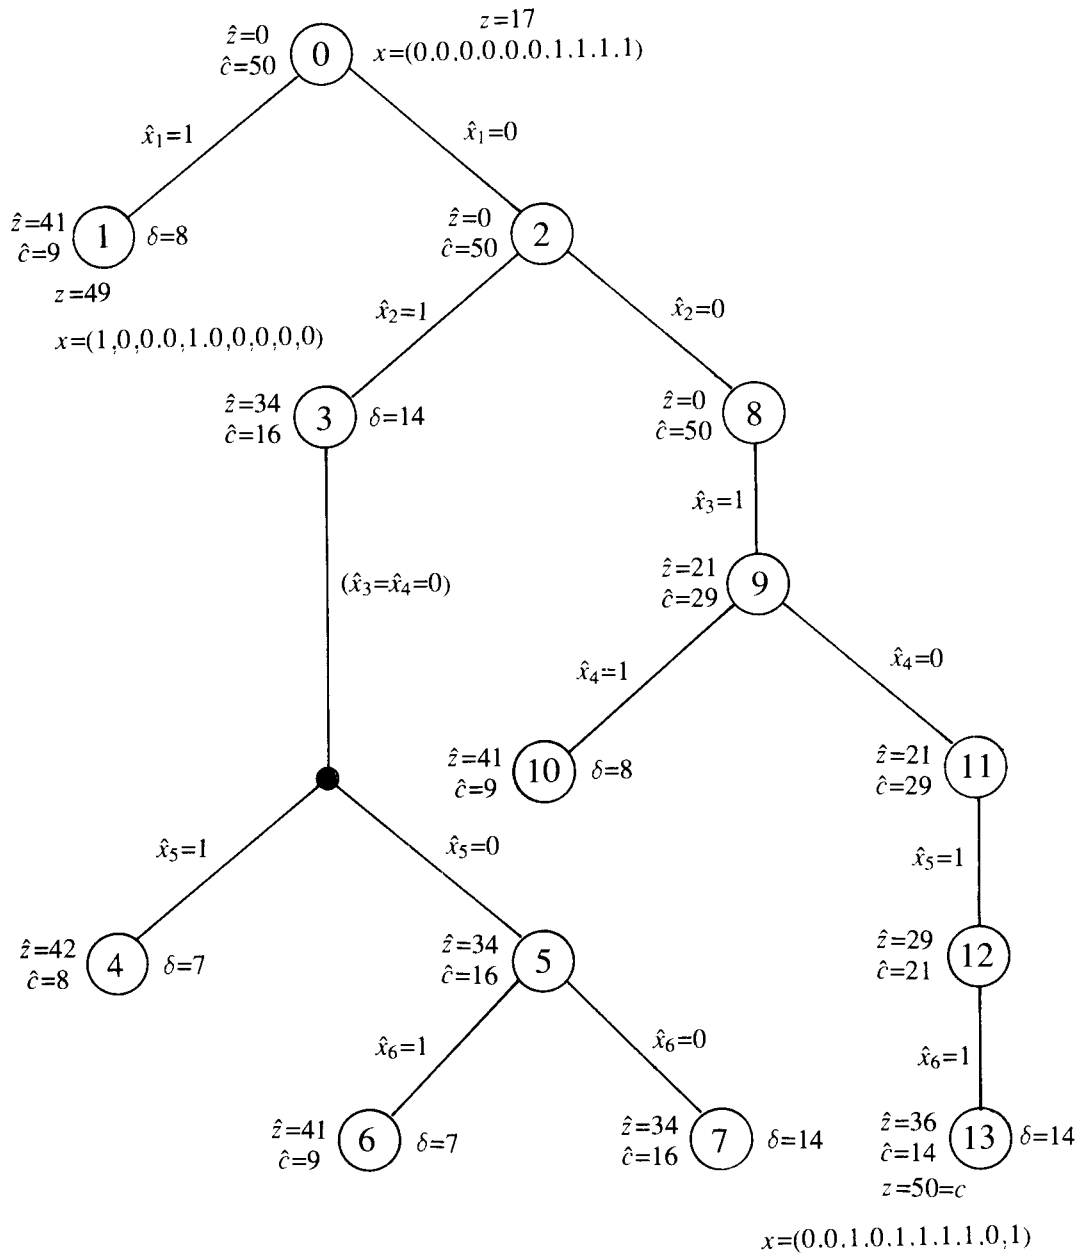 z=17
ẑ=0
ĉ=50
0
x=(0.0.0.0.0.0.1.1.1.1)
x̂₁=1
x̂₁=0
ẑ=41
ĉ=9
1
δ=8
z=49
x=(1,0,0.0,1.0,0,0,0,0)
ẑ=0
ĉ=50
2
x̂₂=1
x̂₂=0
ẑ=34
ĉ=16
3
δ=14
ẑ=0
ĉ=50
8
x̂₃=1
(x̂₃=x̂₄=0)
ẑ=21
ĉ=29
9
x̂₄=1
x̂₄=0
ẑ=41
ĉ=9
10
δ=8
ẑ=21
ĉ=29
11
x̂₅=1
x̂₅=0
x̂₅=1
ẑ=42
ĉ=8
4
δ=7
ẑ=34
ĉ=16
5
ẑ=29
ĉ=21
12
x̂₆=1
x̂₆=0
x̂₆=1
ẑ=41
ĉ=9
6
δ=7
ẑ=34
ĉ=16
7
δ=14
ẑ=36
ĉ=14
13
δ=14
z=50=c
x=(0.0.1.0.1.1.1.1.0,1)